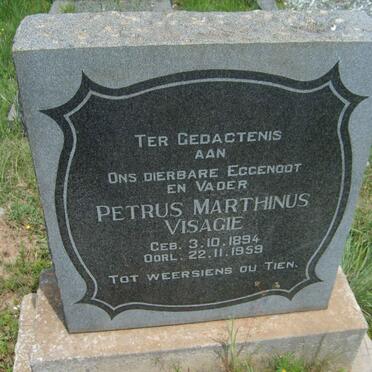 TER GEDACTENIS
AAN
ONS DIERBARE EGGENOOT
EN VADER
PETRUS MARTHINUS
VISAGIE
GEB. 3.10.1894
OORL. 22.11.1959
TOT WEERSIENS OU TIEN.